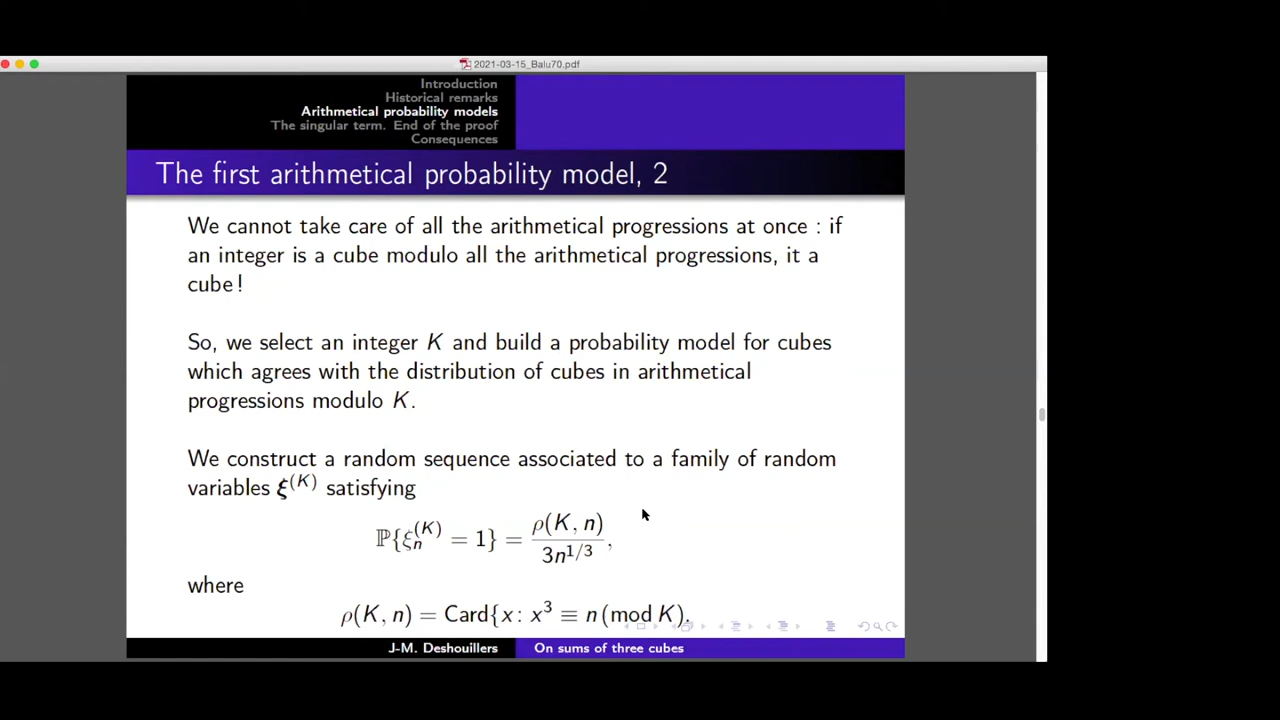 2021-03-15_Balu70.pdf
Introduction
Historical remarks
Arithmetical probability models
The singular term. End of the proof
Consequences
The first arithmetical probability model, 2
We cannot take care of all the arithmetical progressions at once : if
an integer is a cube modulo all the arithmetical progressions, it a
cube !
So, we select an integer K and build a probability model for cubes
which agrees with the distribution of cubes in arithmetical
progressions modulo K.
We construct a random sequence associated to a family of random
variables ξ^(K) satisfying
ℙ{ξ_n^(K) = 1} = ρ(K, n) / 3n^1/3,
where
ρ(K, n) = Card{x : x^3 ≡ n (mod K).
J-M. Deshouillers On sums of three cubes